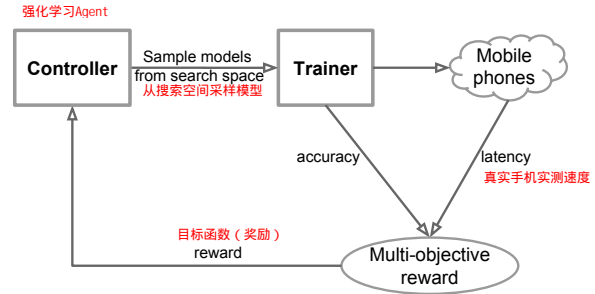 强化学习Agent
Controller
Sample models
from search space
从搜索空间采样模型
Trainer
Mobile
phones
accuracy
latency
真实手机实测速度
目标函数（奖励）
reward
Multi-objective
reward